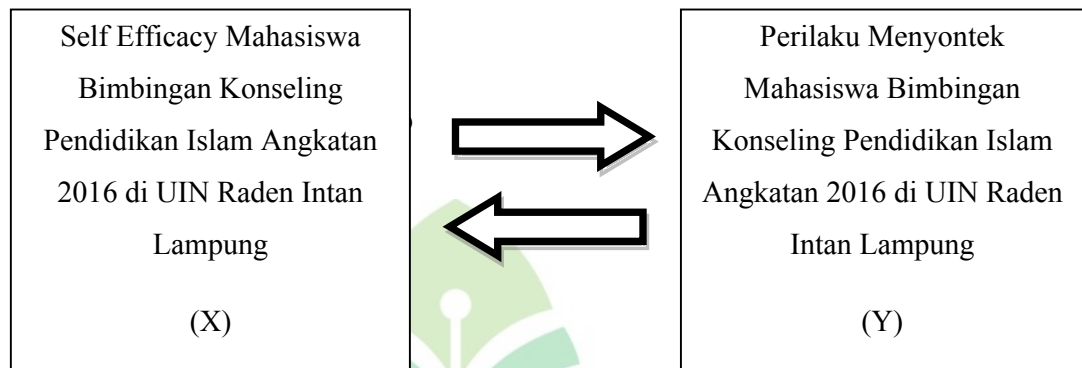 Self Efficacy Mahasiswa
Bimbingan Konseling
Pendidikan Islam Angkatan
2016 di UIN Raden Intan
Lampung
(X)
Perilaku Menyontek
Mahasiswa Bimbingan
Konseling Pendidikan Islam
Angkatan 2016 di UIN Raden
Intan Lampung
(Y)